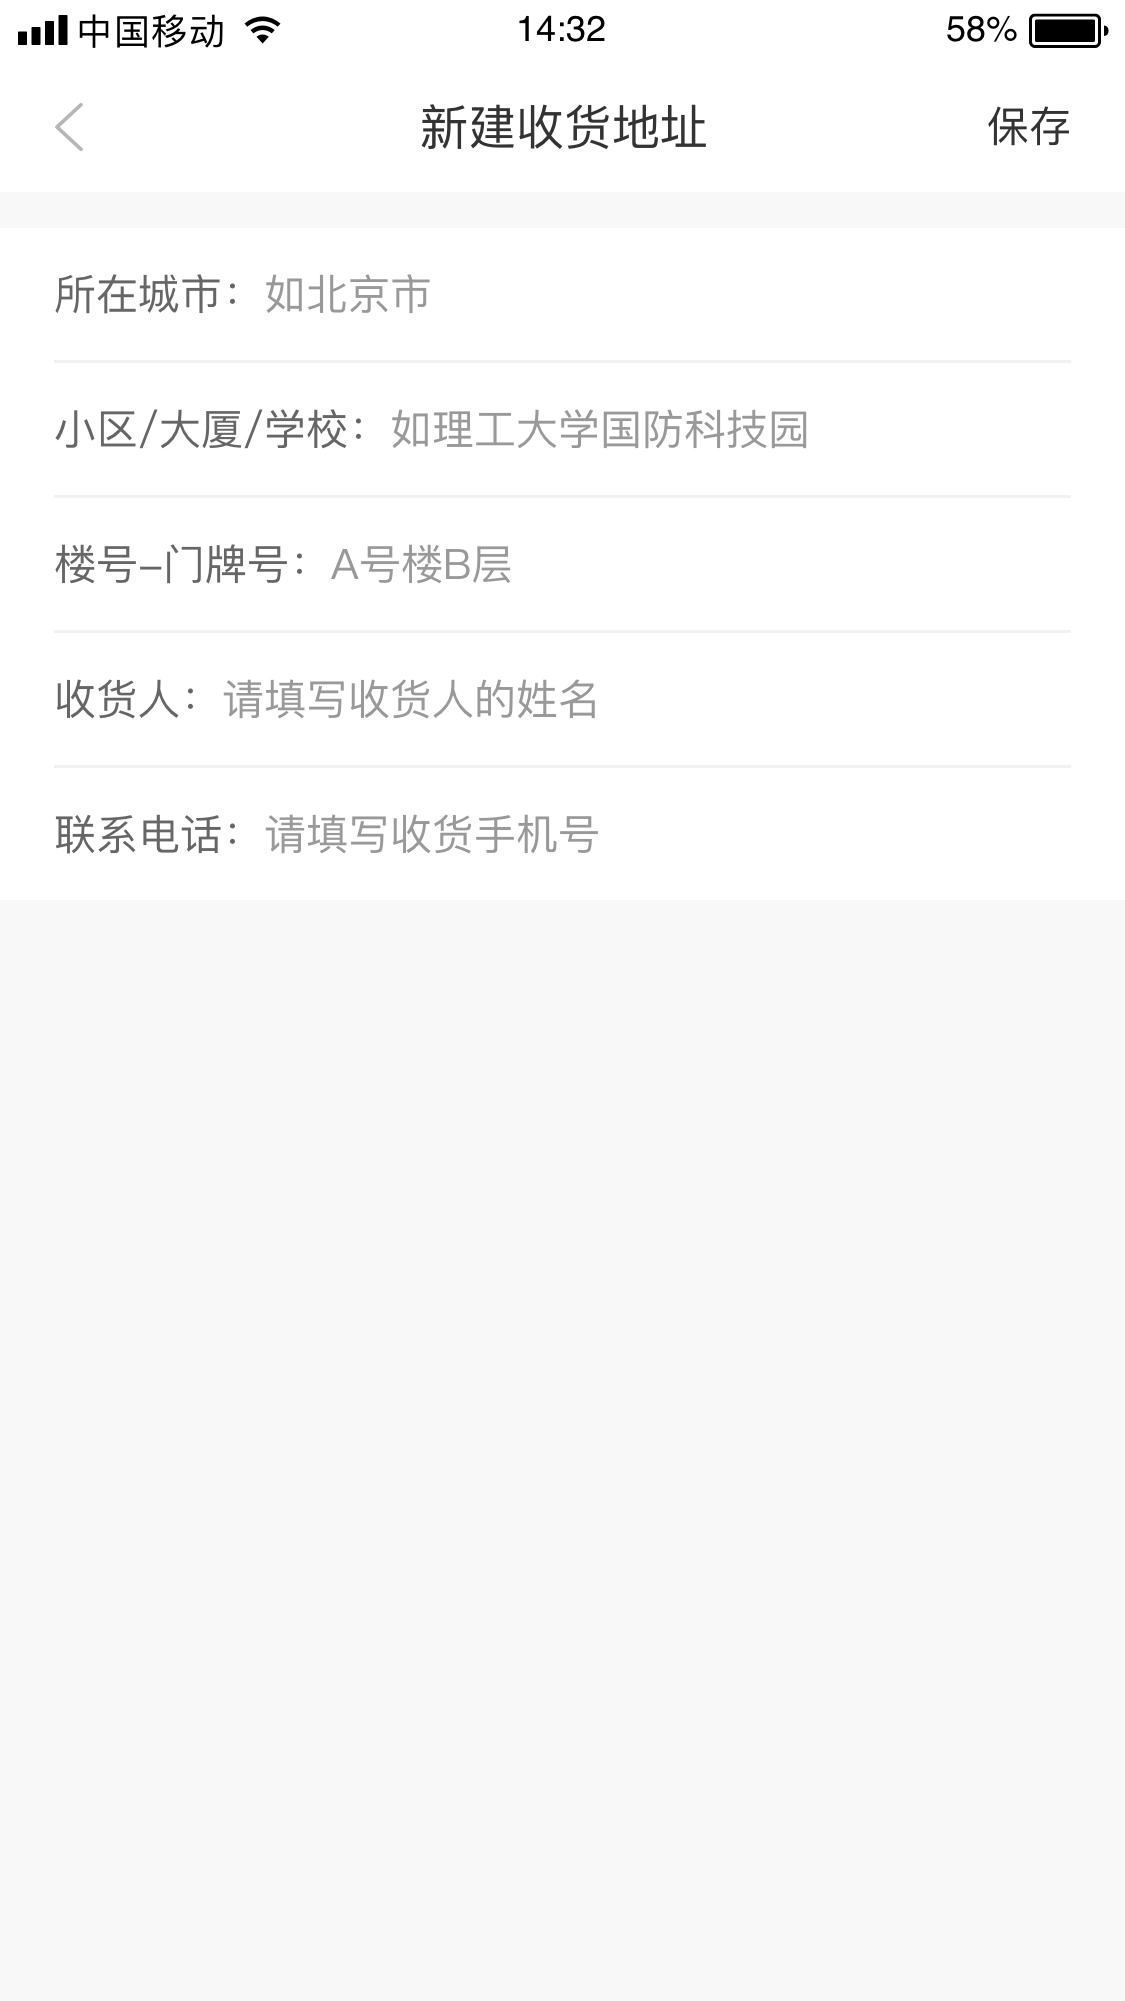 中国移动 14:32 58%
新建收货地址 保存
所在城市：如北京市
小区/大厦/学校：如理工大学国防科技园
楼号-门牌号：A号楼B层
收货人：请填写收货人的姓名
联系电话：请填写收货手机号